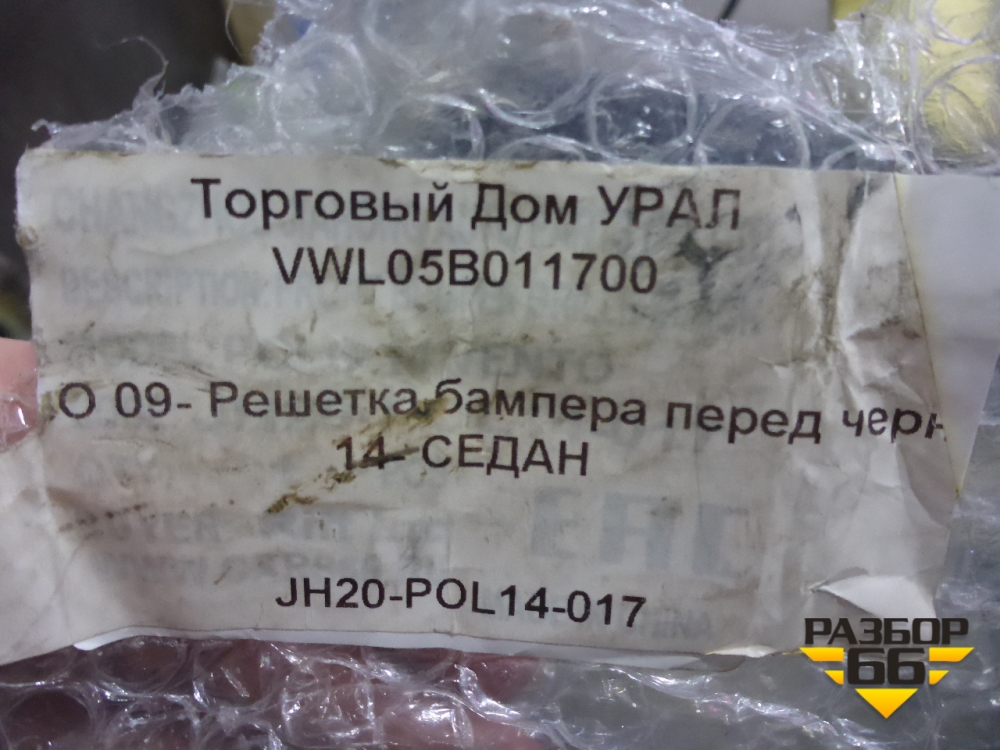 Торговый Дом УРАЛ
VWL05B011700
О 09- Решетка бампера перед черн
14- СЕДАН
JH20-POL14-017
РАЗБОР
66